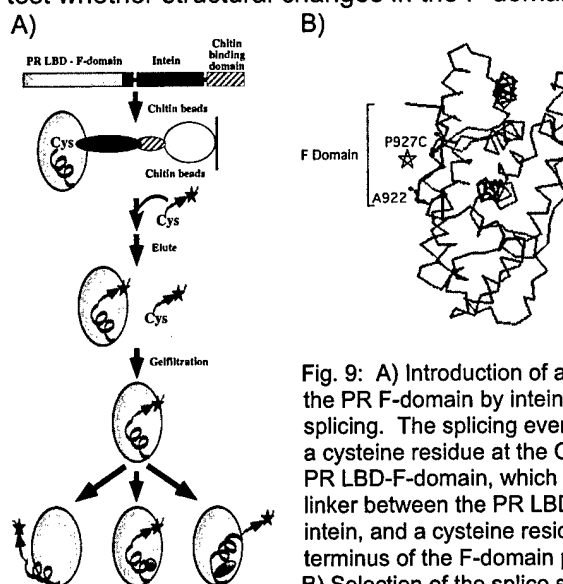 test whether structural changes in the F domain
A)
B)
PR LBD - F-domain
Intein
Chitin
binding
domain
Chitin beads
Cys
Chitin beads
Cys
Elute
Cys
Gelfiltration
F Domain
P927C
A922
Fig. 9: A) Introduction of a
the PR F-domain by intein
splicing. The splicing ever
a cysteine residue at the C
PR LBD-F-domain, which
linker between the PR LBD
intein, and a cysteine resid
terminus of the F-domain p
B) Selection of the splice s